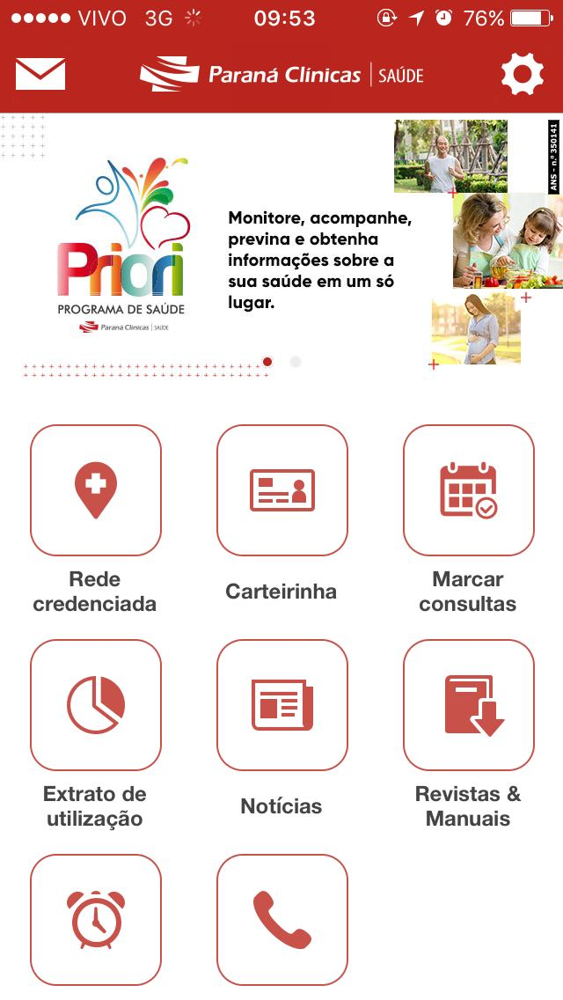 VIVO 3G 09:53 76%
Paraná Clínicas | SAÚDE
ANS - n.º 350141
Monitore, acompanhe,
previna e obtenha
informações sobre a
sua saúde em um só
lugar.
Priori
PROGRAMA DE SAÚDE
Paraná Clínicas | SAÚDE
Rede
credenciada
Carteirinha
Marcar
consultas
Extrato de
utilização
Notícias
Revistas &
Manuais